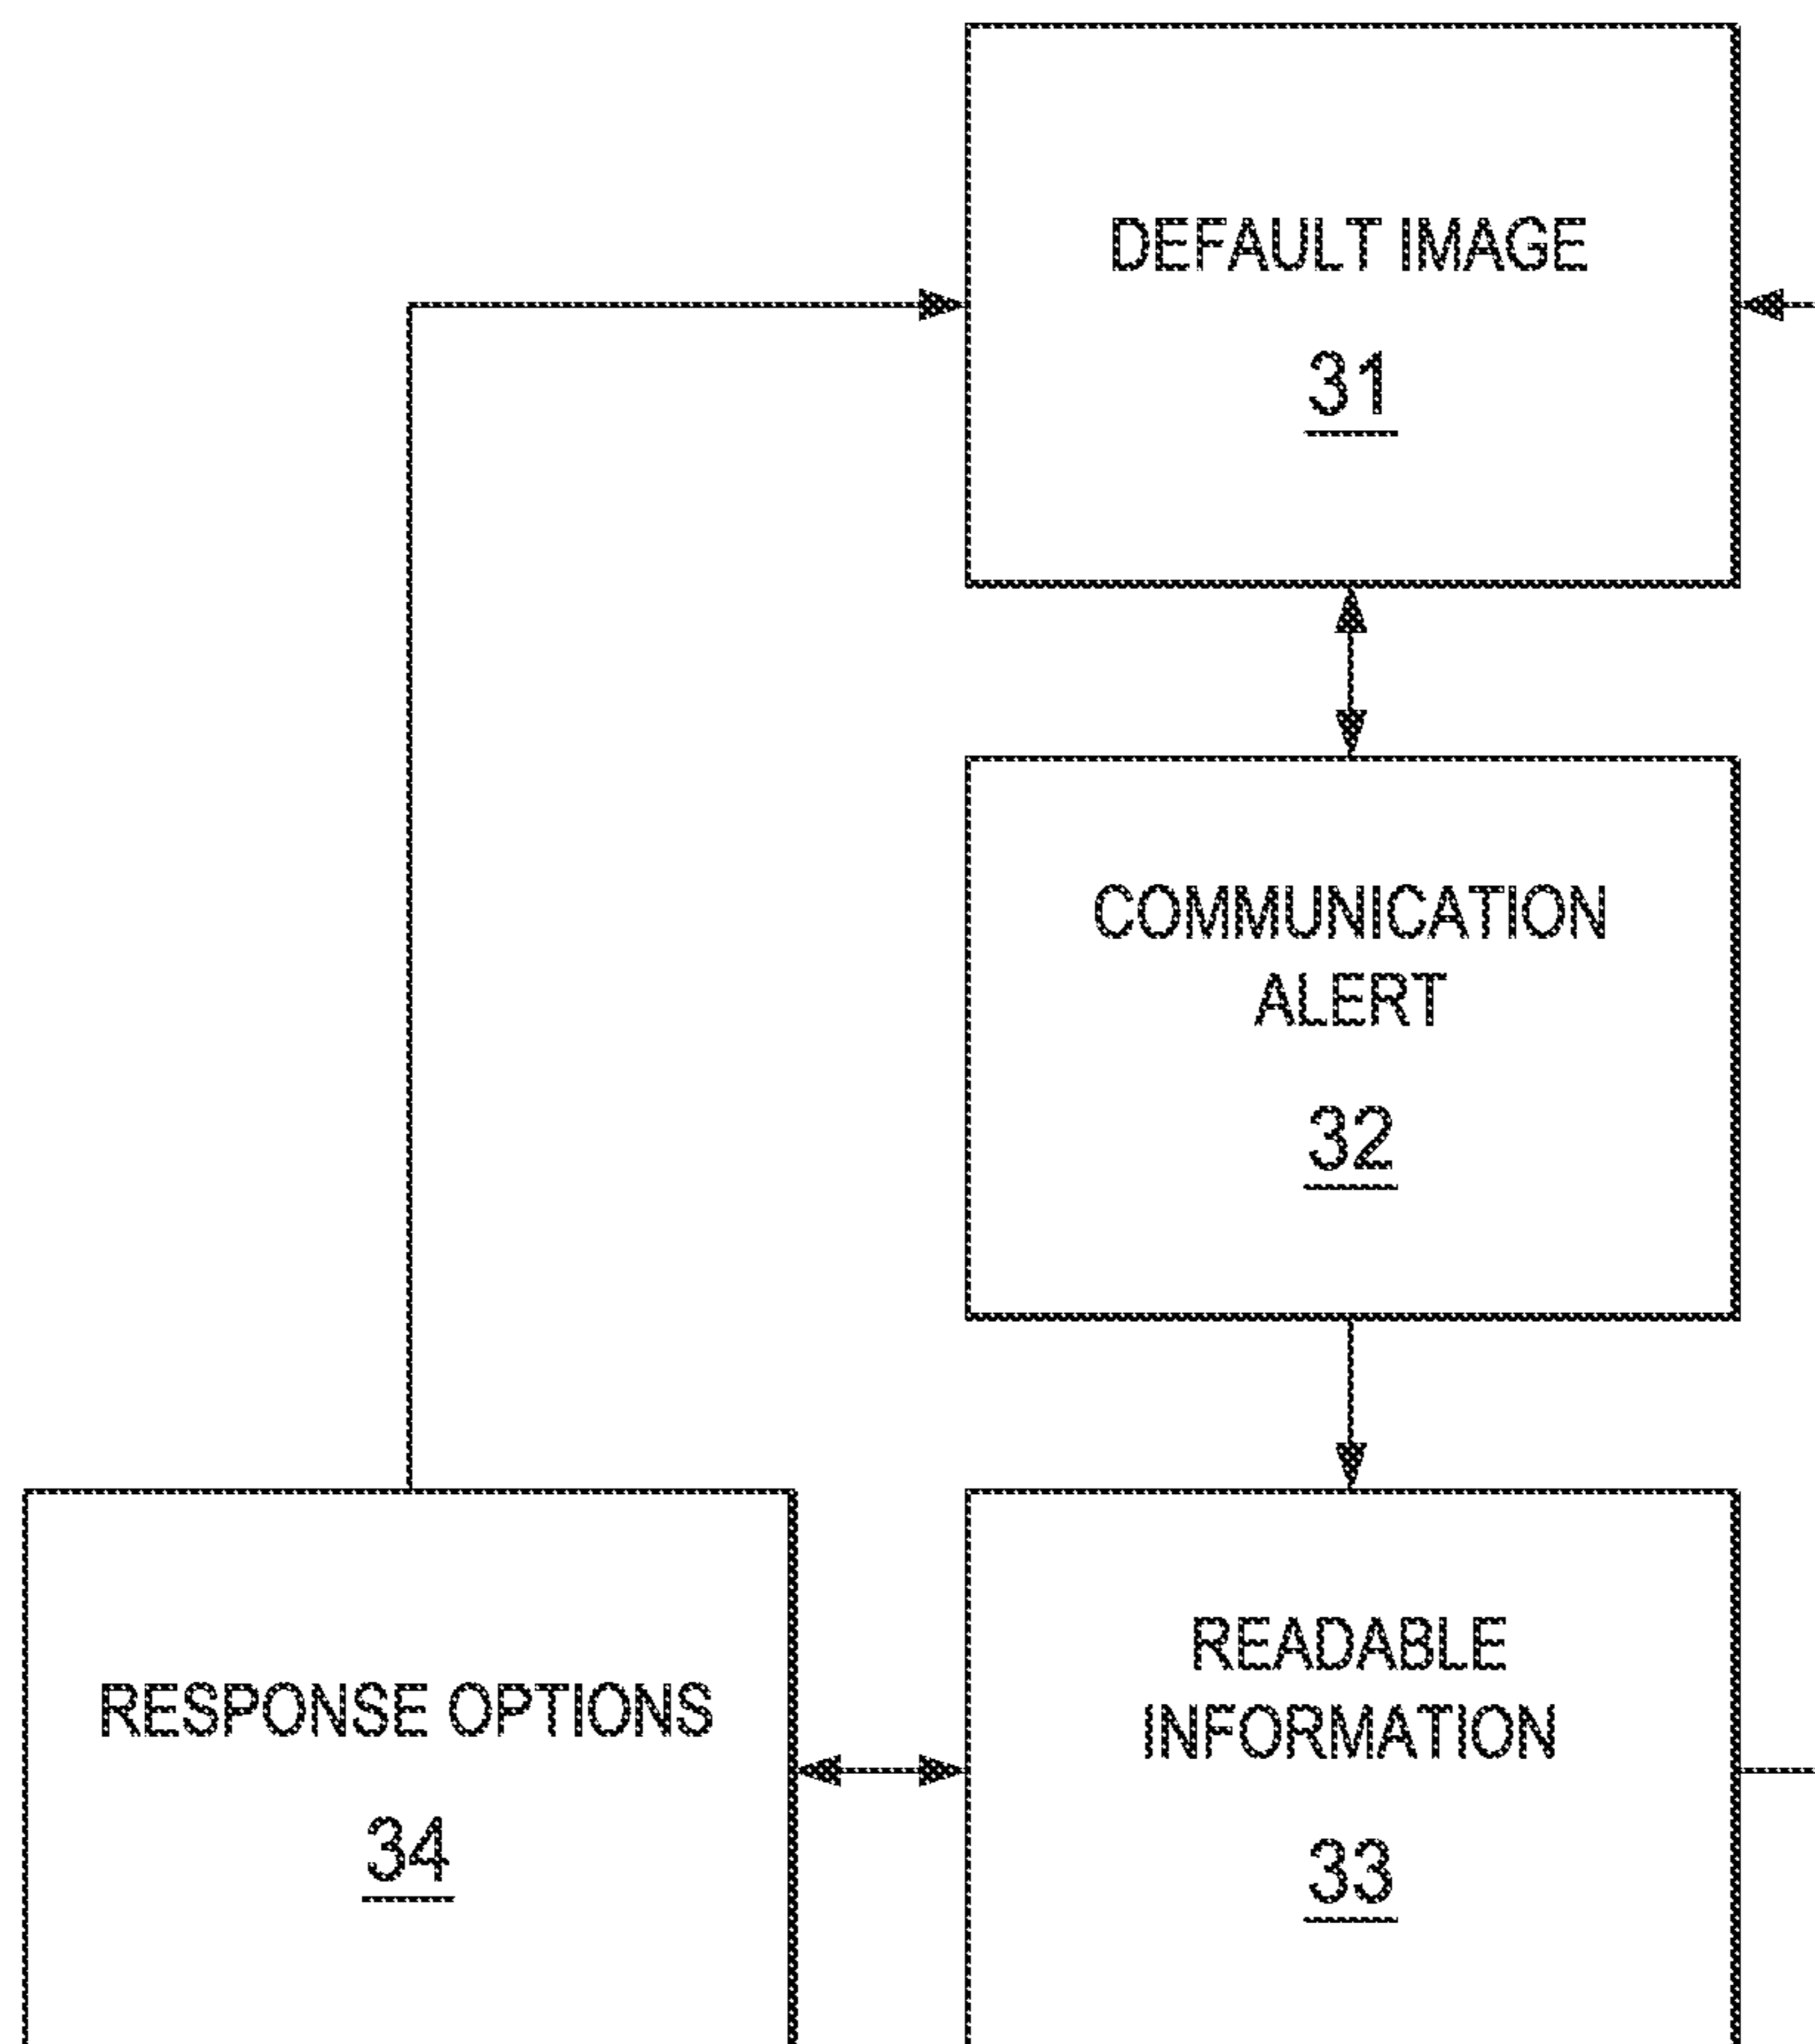 DEFAULT IMAGE
31
COMMUNICATION
ALERT
32
RESPONSE OPTIONS
34
READABLE
INFORMATION
33